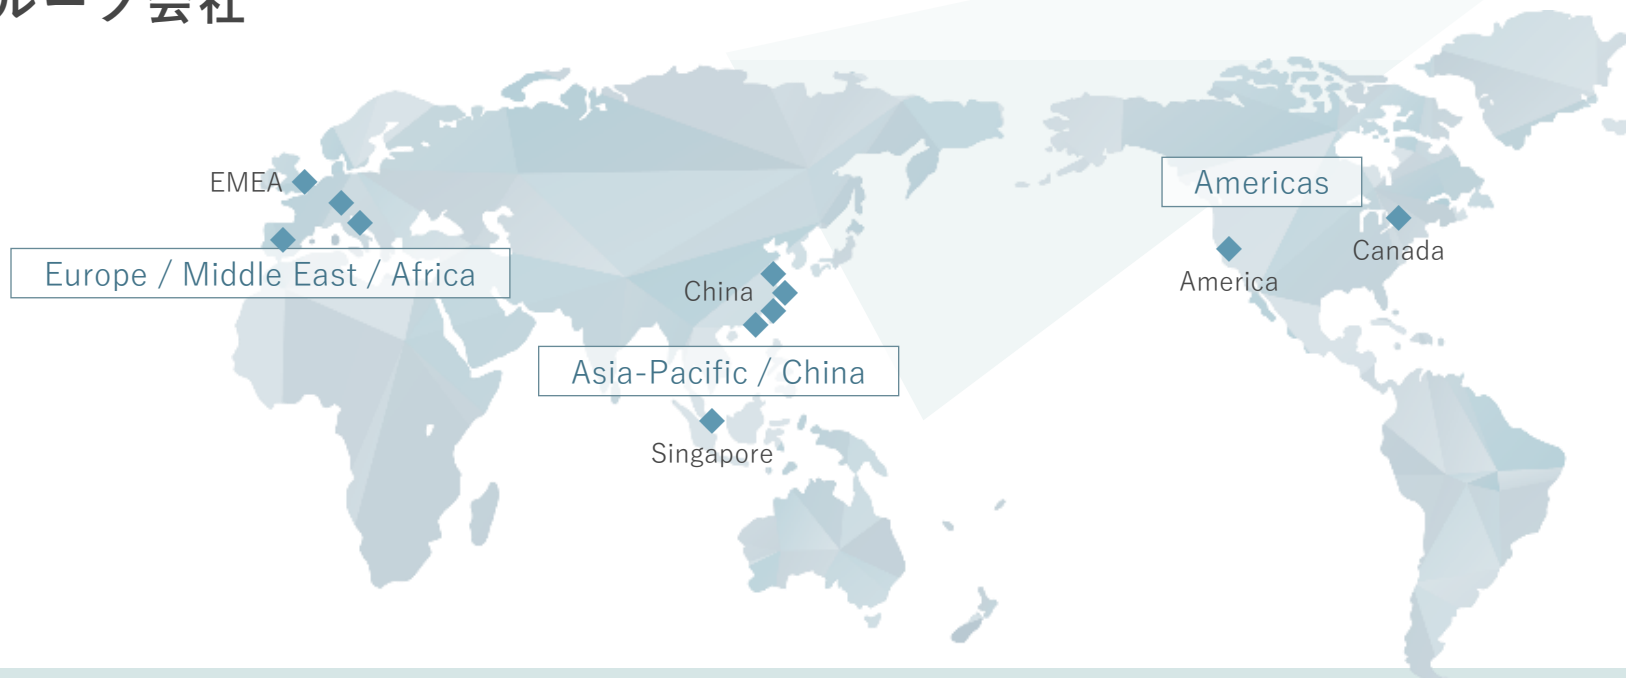 ループ会社
EMEA
Americas
Europe / Middle East / Africa
Canada
America
China
Asia-Pacific / China
Singapore